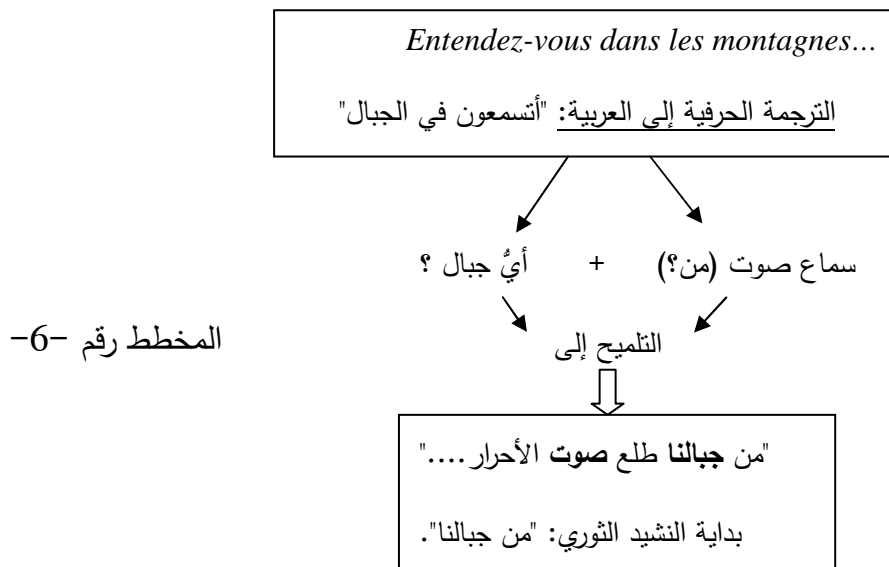 Entendez-vous dans les montagnes…
الترجمة الحرفية إلى العربية: "أتسمعون في الجبال"
سماع صوت (من؟) + أيُّ جبال ؟
التلميح إلى
المخطط رقم -6-
"من جبالنا طلع صوت الأحرار ...."
بداية النشيد الثوري: "من جبالنا".